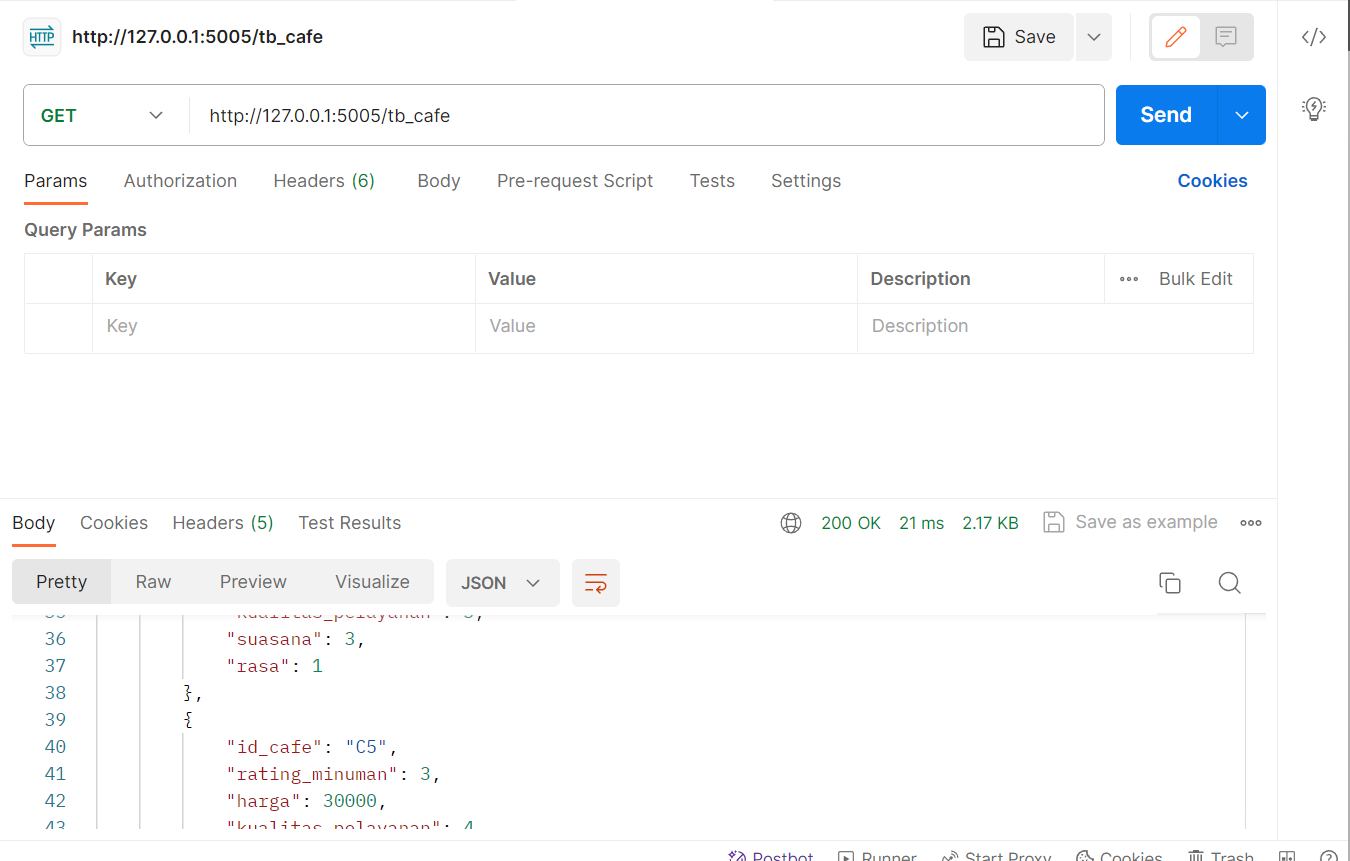 HTTP http://127.0.0.1:5005/tb_cafe Save
GET http://127.0.0.1:5005/tb_cafe Send
Params Authorization Headers (6) Body Pre-request Script Tests Settings Cookies
Query Params
Key Value Description Bulk Edit
Key Value Description
Body Cookies Headers (5) Test Results 200 OK 21 ms 2.17 KB Save as example
Pretty Raw Preview Visualize JSON
35 "kualitas_pelayanan":
36 "suasana": 3,
37 "rasa": 1
38 },
39 {
40 "id_cafe": "C5",
41 "rating_minuman": 3,
42 "harga": 30000,
43 "kualitas_pelayanan": 4
Postbot Runner Start Proxy Cookies Trash